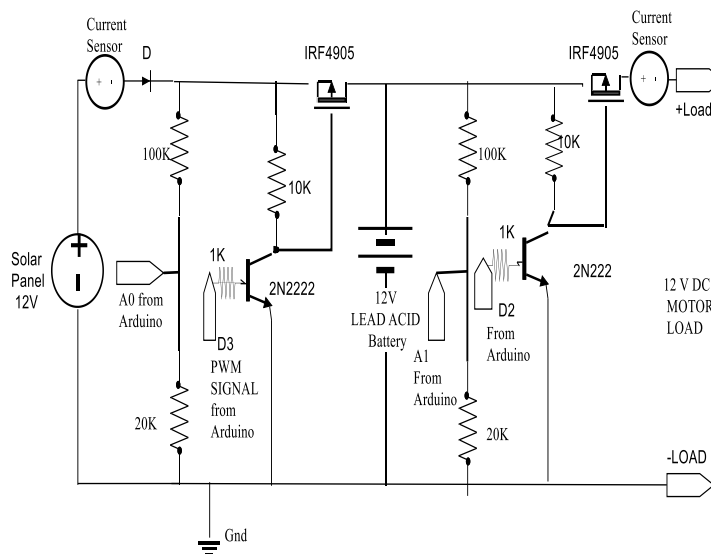 Current
Sensor
D
IRF4905
IRF4905
Current
Sensor
+ -
+ -
+Load
100K
10K
100K
10K
Solar
Panel
12V
+
-
A0 from
Arduino
1K
2N2222
D3
PWM
SIGNAL
from
Arduino
12V
LEAD ACID
Battery
1K
2N222
D2
From
Arduino
A1
From
Arduino
12 V DC
MOTOR
LOAD
20K
20K
-LOAD
Gnd